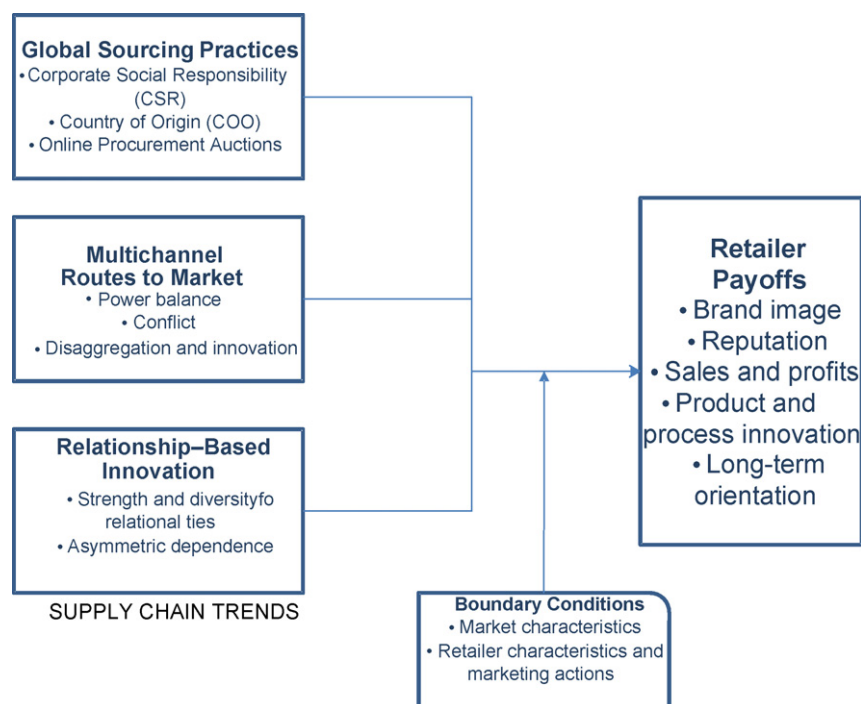 Global Sourcing Practices
• Corporate Social Responsibility
(CSR)
• Country of Origin (COO)
• Online Procurement Auctions
Multichannel
Routes to Market
• Power balance
• Conflict
• Disaggregation and innovation
Relationship–Based
Innovation
• Strength and diversityfo
relational ties
• Asymmetric dependence
SUPPLY CHAIN TRENDS
Boundary Conditions
• Market characteristics
• Retailer characteristics and
marketing actions
Retailer
Payoffs
• Brand image
• Reputation
• Sales and profits
• Product and
process innovation
• Long-term
orientation